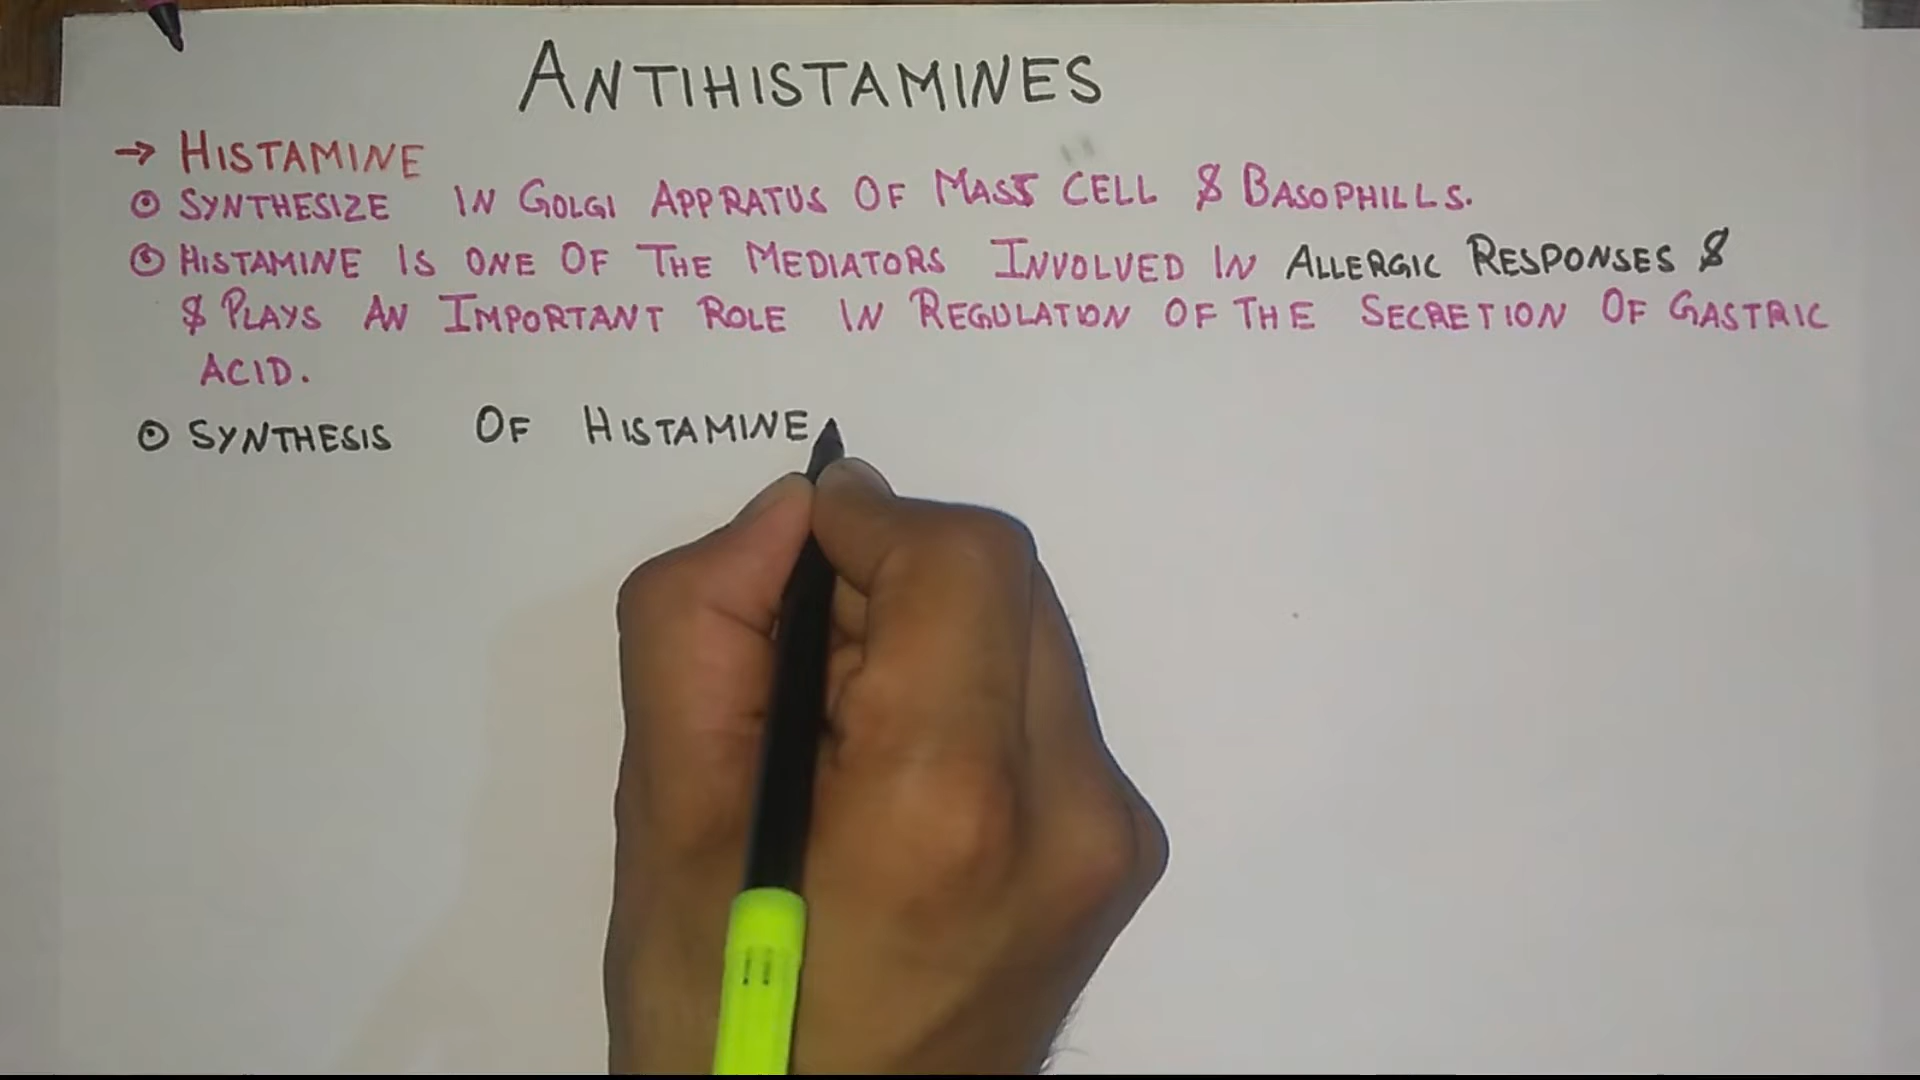 ANTIHISTAMINES
→ HISTAMINE
⊙ SYNTHESIZE IN GOLGI APPRATUS OF MAST CELL & BASOPHILLS.
⊙ HISTAMINE IS ONE OF THE MEDIATORS INVOLVED IN ALLERGIC RESPONSES &
& PLAYS AN IMPORTANT ROLE IN REGULATION OF THE SECRETION OF GASTRIC
ACID.
⊙ SYNTHESIS OF HISTAMINE